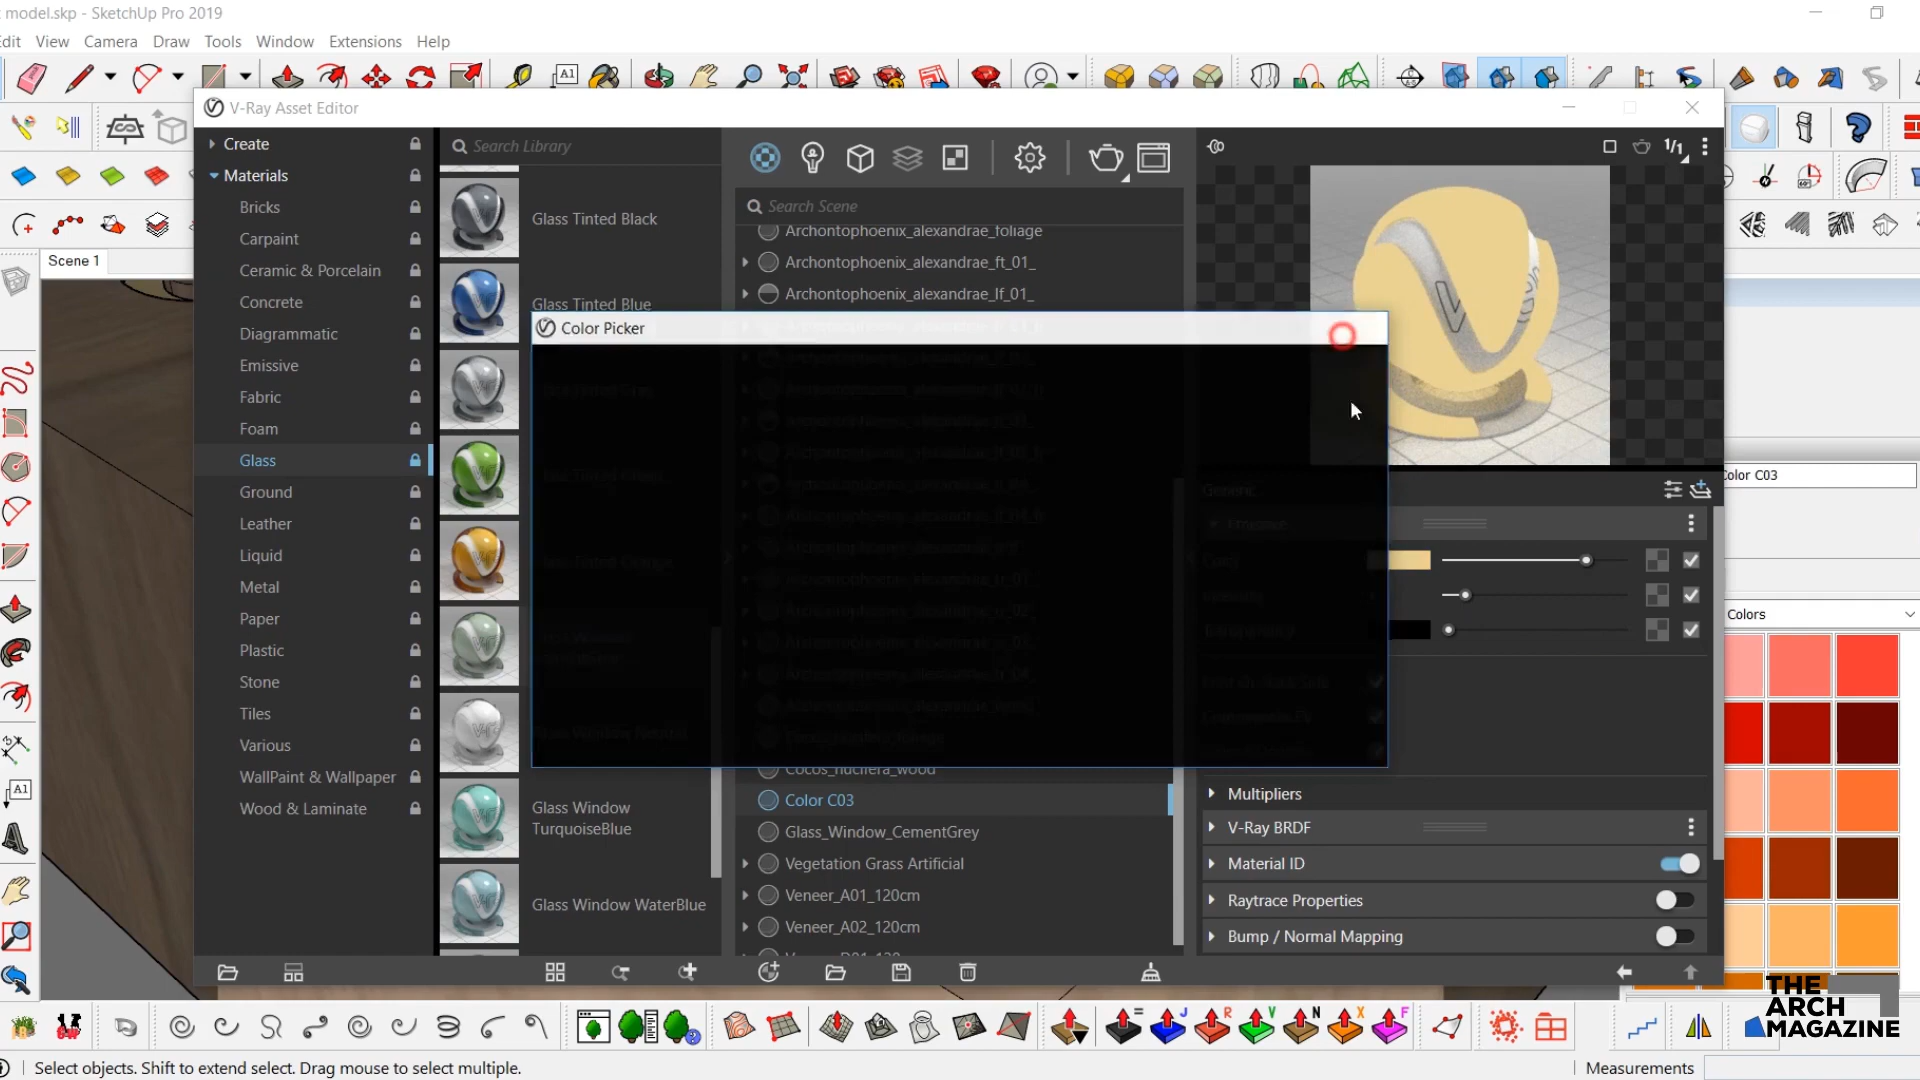 model.skp - SketchUp Pro 2019
Edit View Camera Draw Tools Window Extensions Help
V-Ray Asset Editor
Scene 1
Create
Materials
Bricks
Carpaint
Ceramic & Porcelain
Concrete
Diagrammatic
Emissive
Fabric
Foam
Glass
Ground
Leather
Liquid
Metal
Paper
Plastic
Stone
Tiles
Various
WallPaint & Wallpaper
Wood & Laminate
Search Library
Glass Tinted Black
Glass Tinted Blue
Glass Window
TurquoiseBlue
Glass Window WaterBlue
Search Scene
Archontophoenix_alexandrae_foliage
Archontophoenix_alexandrae_ft_01_
Archontophoenix_alexandrae_lf_01_
Color Picker
Cocos_nucifera_wood
Color C03
Glass_Window_CementGrey
Vegetation Grass Artificial
Veneer_A01_120cm
Veneer_A02_120cm
1/1
Generic
Emissive
Multipliers
V-Ray BRDF
Material ID
Raytrace Properties
Bump / Normal Mapping
Color C03
Colors
THE
ARCH
MAGAZINE
Select objects. Shift to extend select. Drag mouse to select multiple.
Measurements